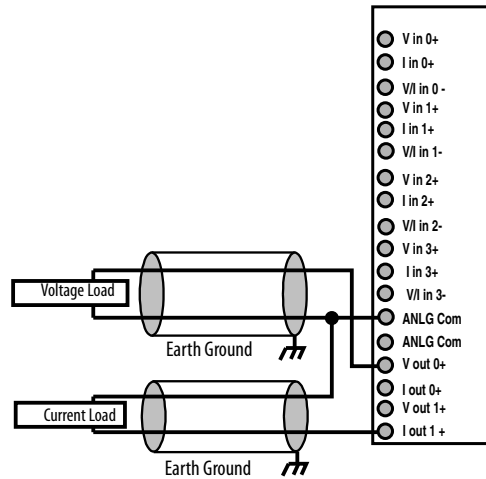 V in 0+
I in 0+
V/I in 0 -
V in 1+
I in 1+
V/I in 1-
V in 2+
I in 2+
V/I in 2-
V in 3+
I in 3+
V/I in 3-
Voltage Load
ANLG Com
Earth Ground
ANLG Com
V out 0+
I out 0+
V out 1+
Current Load
I out 1 +
Earth Ground